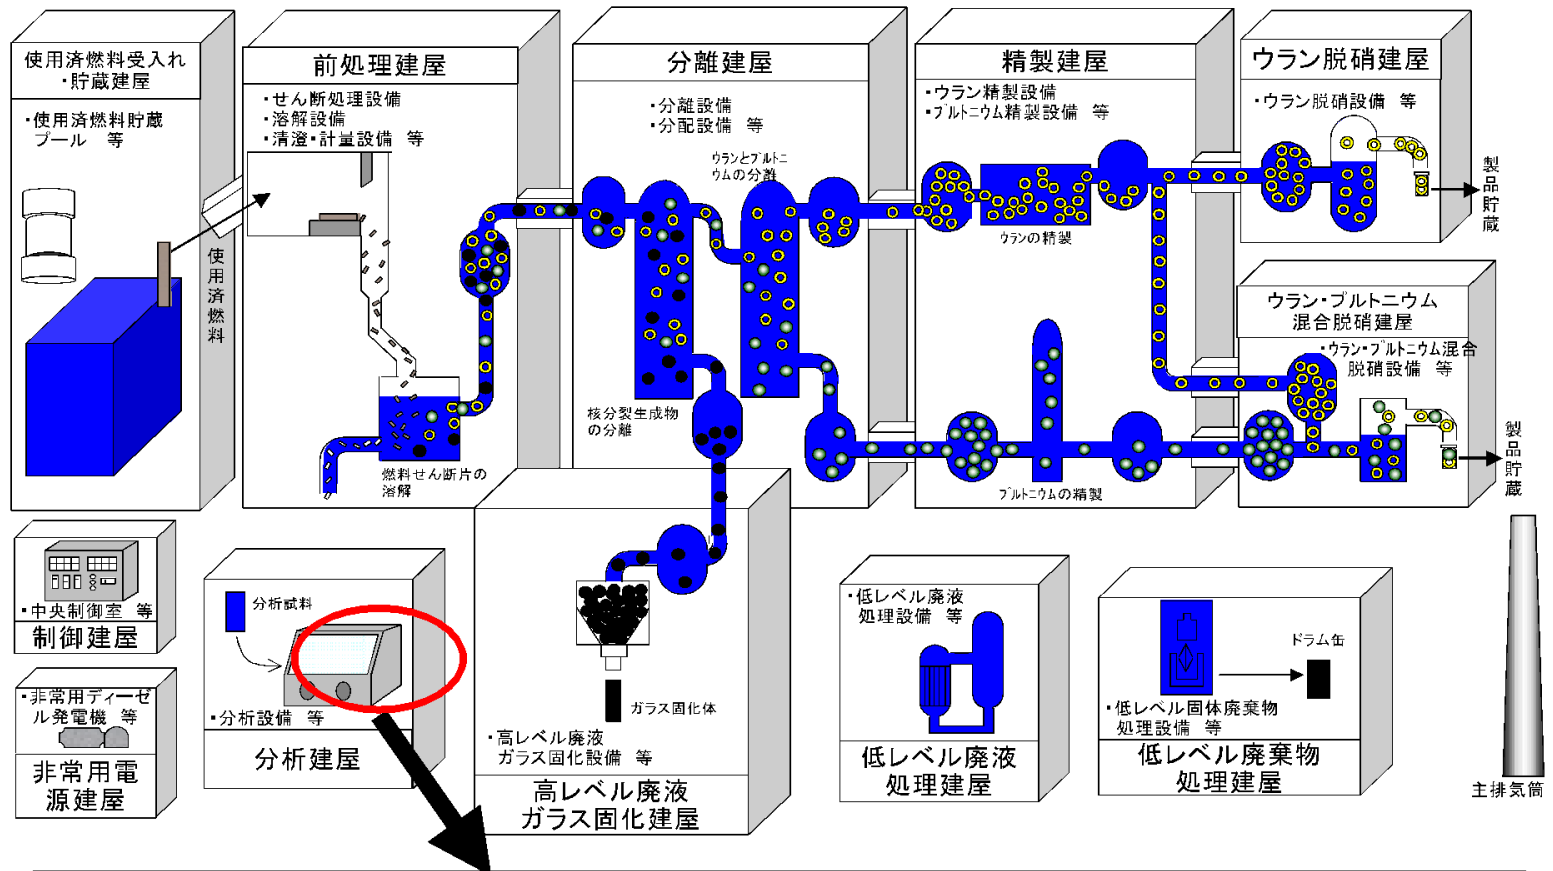 使用済燃料受入れ
・貯蔵建屋
・使用済燃料貯蔵
プール 等
使用済燃料
前処理建屋
・せん断処理設備
・溶解設備
・清澄・計量設備 等
燃料せん断片の
溶解
分離建屋
・分離設備
・分配設備 等
ウランとプルトニ
ウムの分離
核分裂生成物
の分離
精製建屋
・ウラン精製設備
・プルトニウム精製設備 等
ウランの精製
プルトニウムの精製
ウラン脱硝建屋
・ウラン脱硝設備 等
製品貯蔵
ウラン・プルトニウム
混合脱硝建屋
・ウラン・プルトニウム混合
脱硝設備 等
製品貯蔵
・中央制御室 等
制御建屋
・非常用ディーゼ
ル発電機 等
非常用電
源建屋
分析試料
・分析設備 等
分析建屋
ガラス固化体
・高レベル廃液
ガラス固化設備 等
高レベル廃液
ガラス固化建屋
・低レベル廃液
処理設備 等
低レベル廃液
処理建屋
ドラム缶
・低レベル固体廃棄物
処理設備 等
低レベル廃棄物
処理建屋
主排気筒